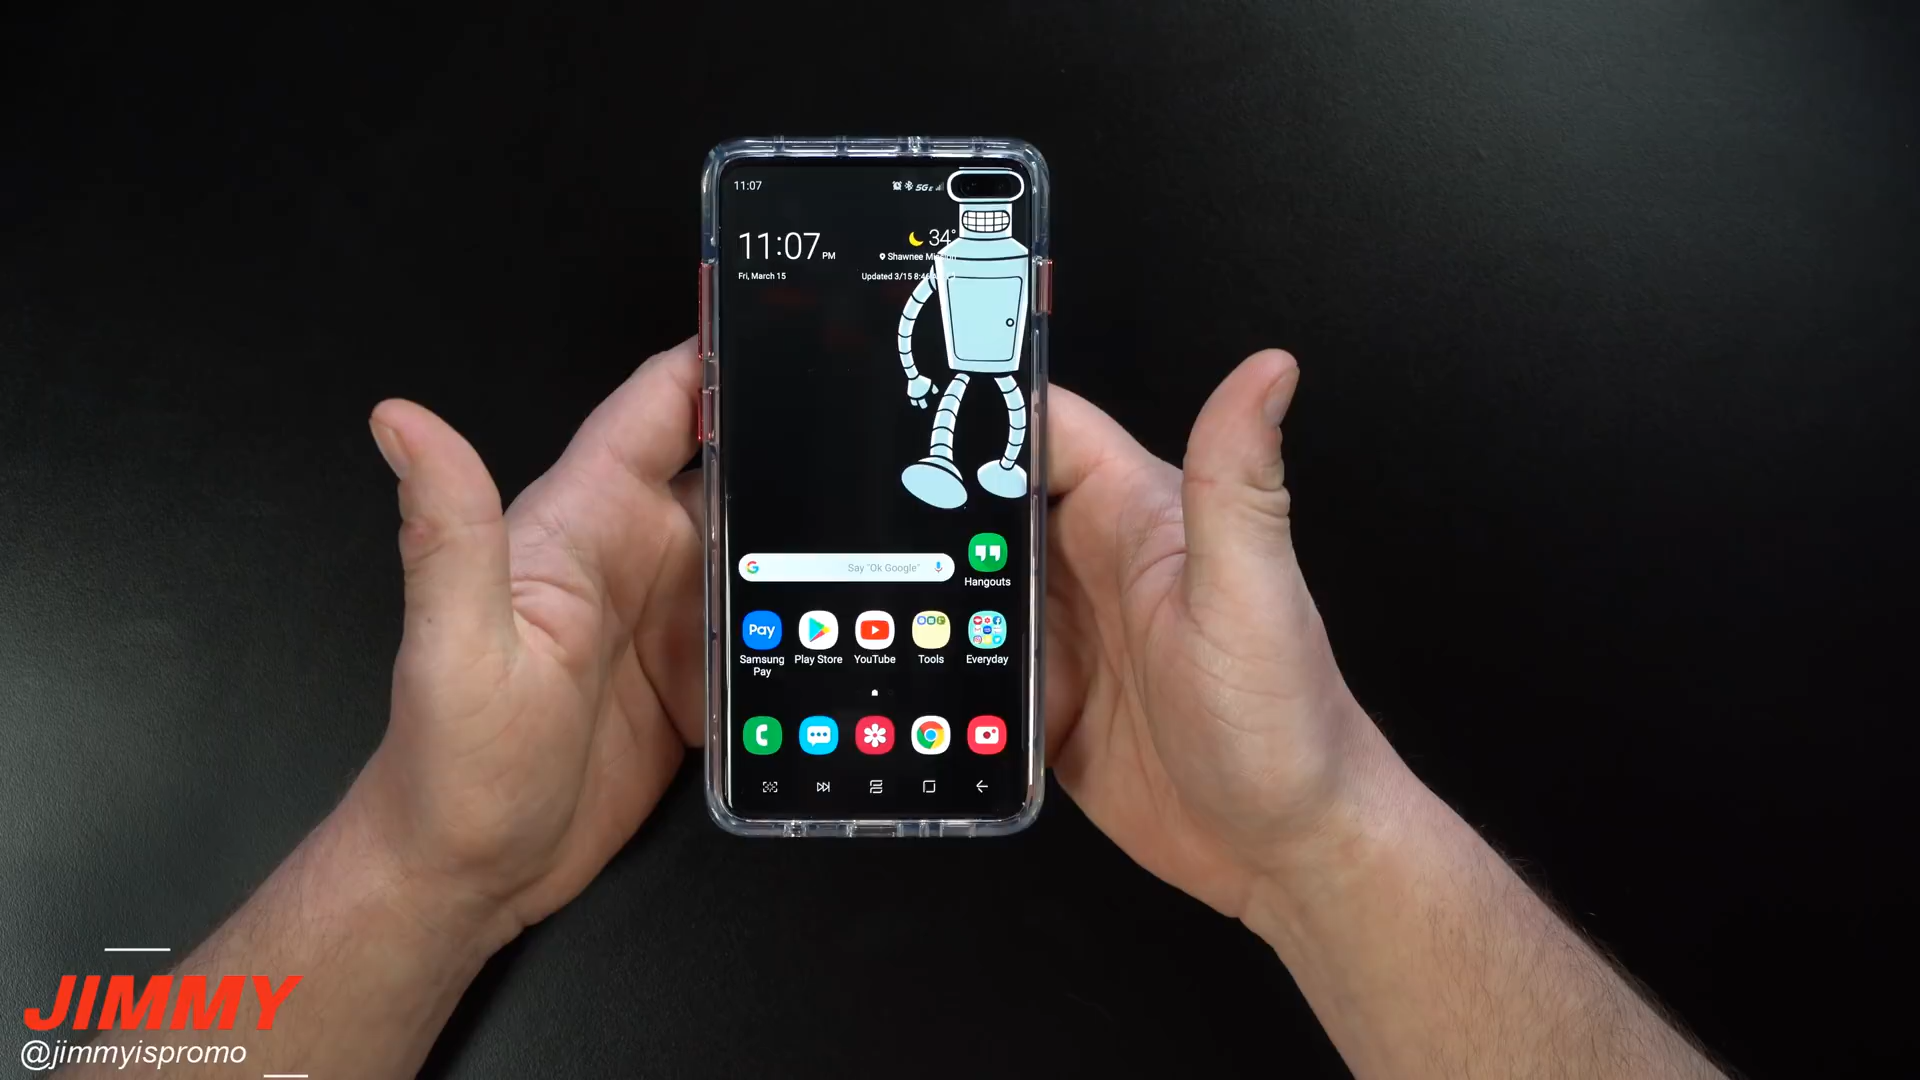 11:07
5GE
11:07 PM
34°
Shawnee
Fri, March 15
Updated 3/15
Say "Ok Google"
Hangouts
Pay
Samsung Pay
Play Store
YouTube
Tools
Everyday
JIMMY
@jimmyispromo